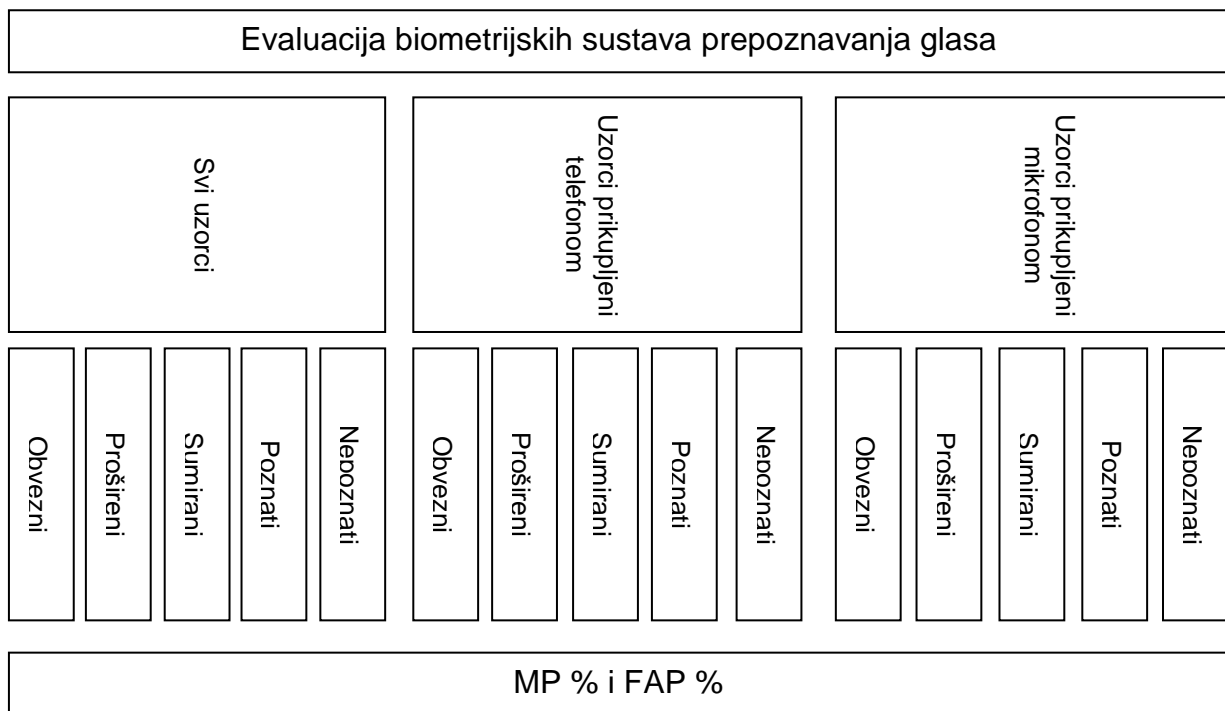 Evaluacija biometrijskih sustava prepoznavanja glasa
Svi uzorci
Uzorci prikupljeni
telefonom
Uzorci prikupljeni
mikrofonom
Obvezni
Prošireni
Sumirani
Poznati
Nepoznati
Obvezni
Prošireni
Sumirani
Poznati
Nepoznati
Obvezni
Prošireni
Sumirani
Poznati
Nepoznati
MP % i FAP %